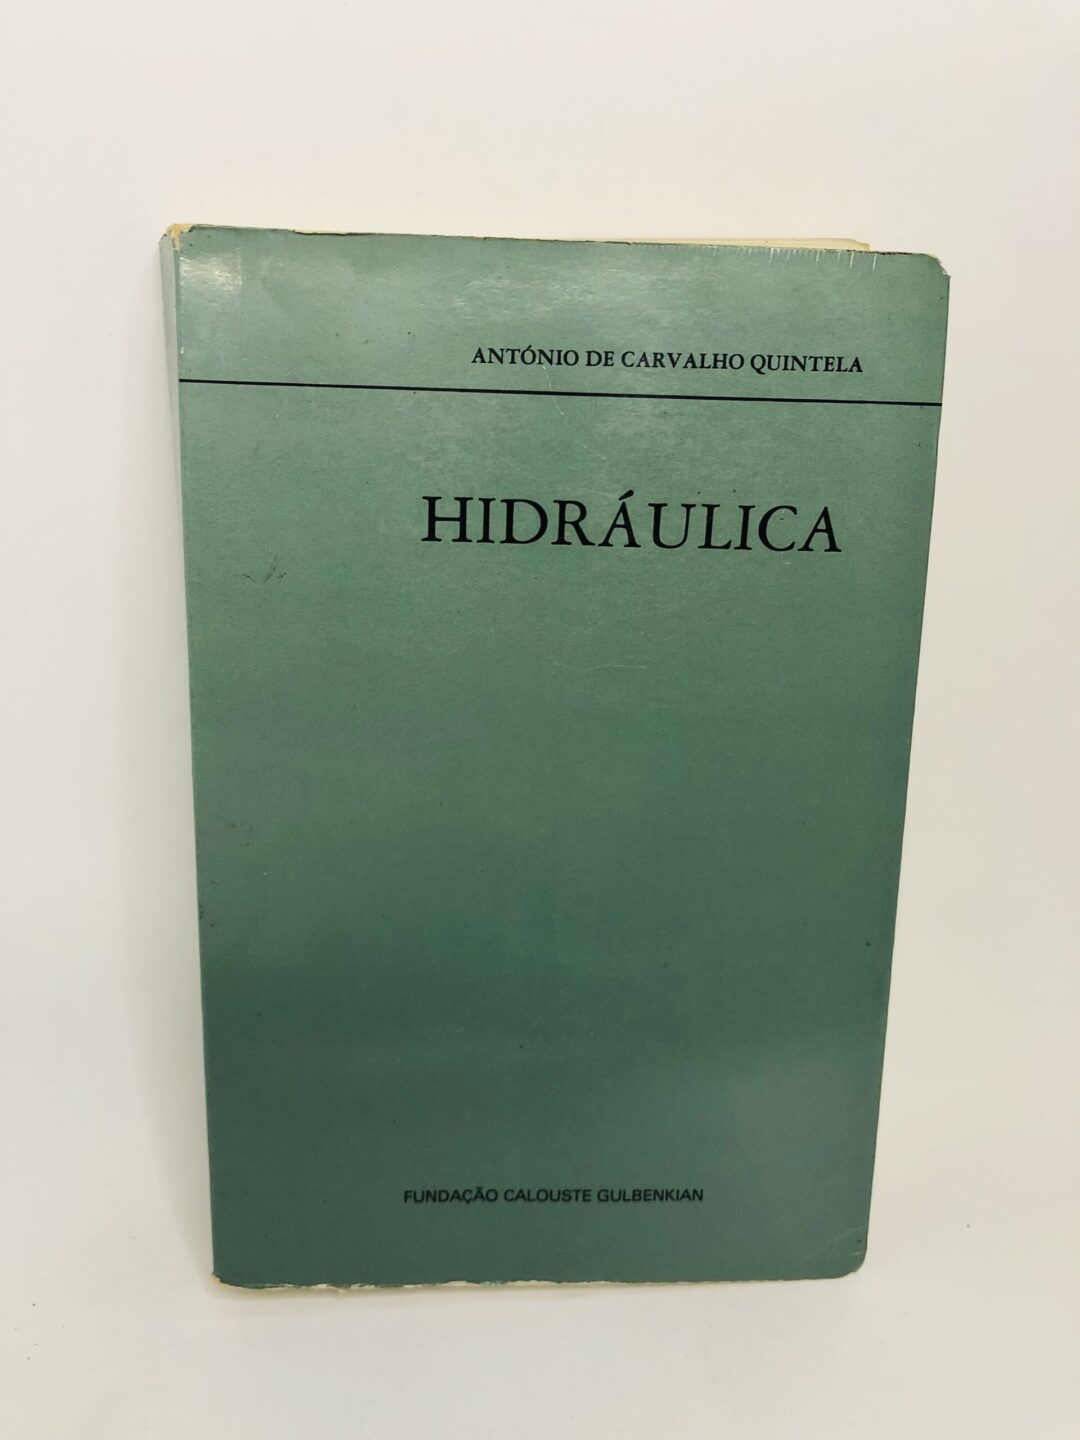 ANTÓNIO DE CARVALHO QUINTELA
HIDRÁULICA
FUNDAÇÃO CALOUSTE GULBENKIAN